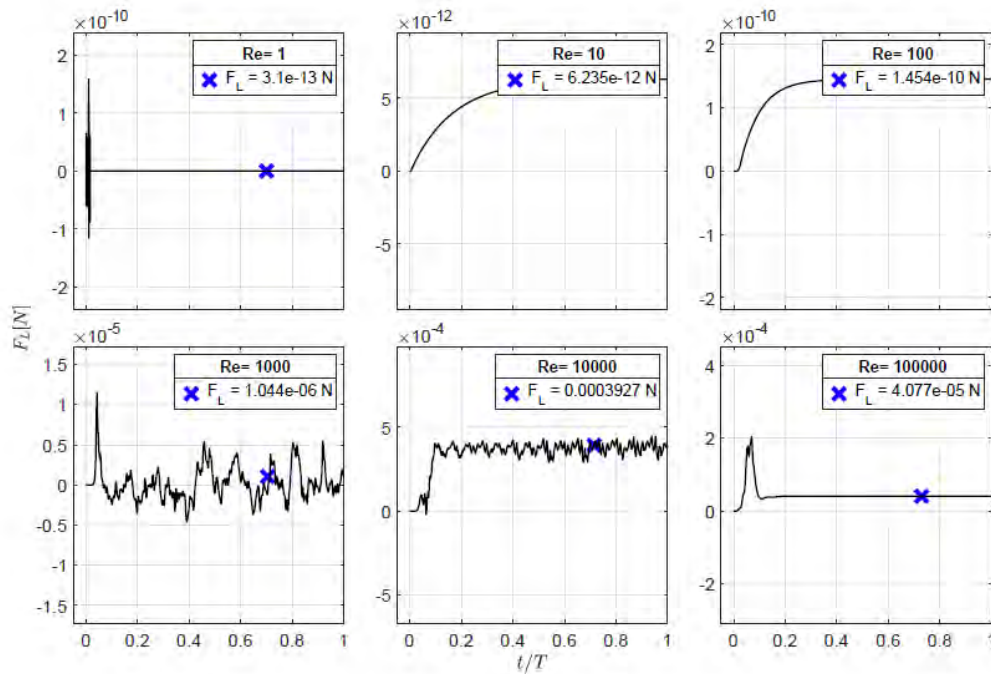 ×10⁻¹⁰
2
1
0
-1
-2
Re= 1
F_L = 3.1e-13 N
×10⁻¹²
5
0
-5
Re= 10
F_L = 6.235e-12 N
×10⁻¹⁰
2
1
0
-1
-2
Re= 100
F_L = 1.454e-10 N
F_L[N]
×10⁻⁵
1.5
1
0.5
0
-0.5
-1
-1.5
0 0.2 0.4 0.6 0.8 1
Re= 1000
F_L = 1.044e-06 N
×10⁻⁴
5
0
-5
0 0.2 0.4 0.6 0.8 1
Re= 10000
F_L = 0.0003927 N
×10⁻⁴
4
2
0
-2
0 0.2 0.4 0.6 0.8 1
Re= 100000
F_L = 4.077e-05 N
t/T